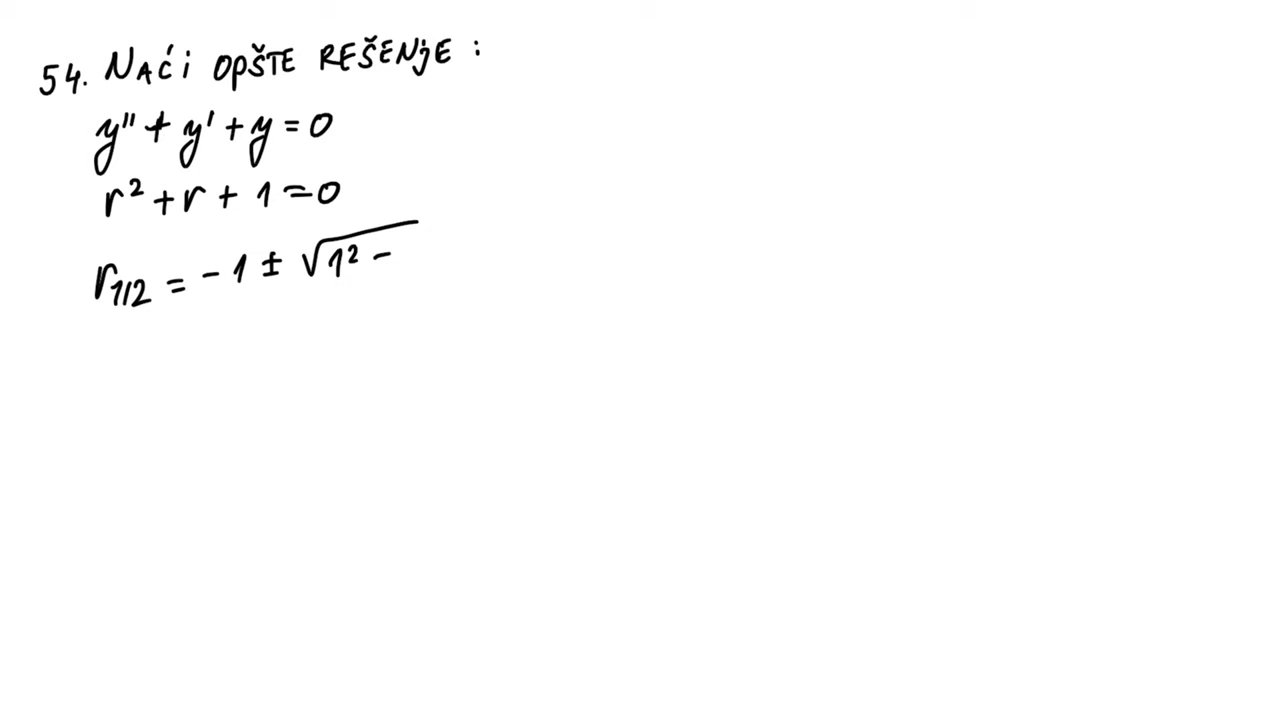 54. NAĆI OPŠTE REŠENJE :
y'' + y' + y = 0
r² + r + 1 = 0
r₁/₂ = -1 ± √1² -